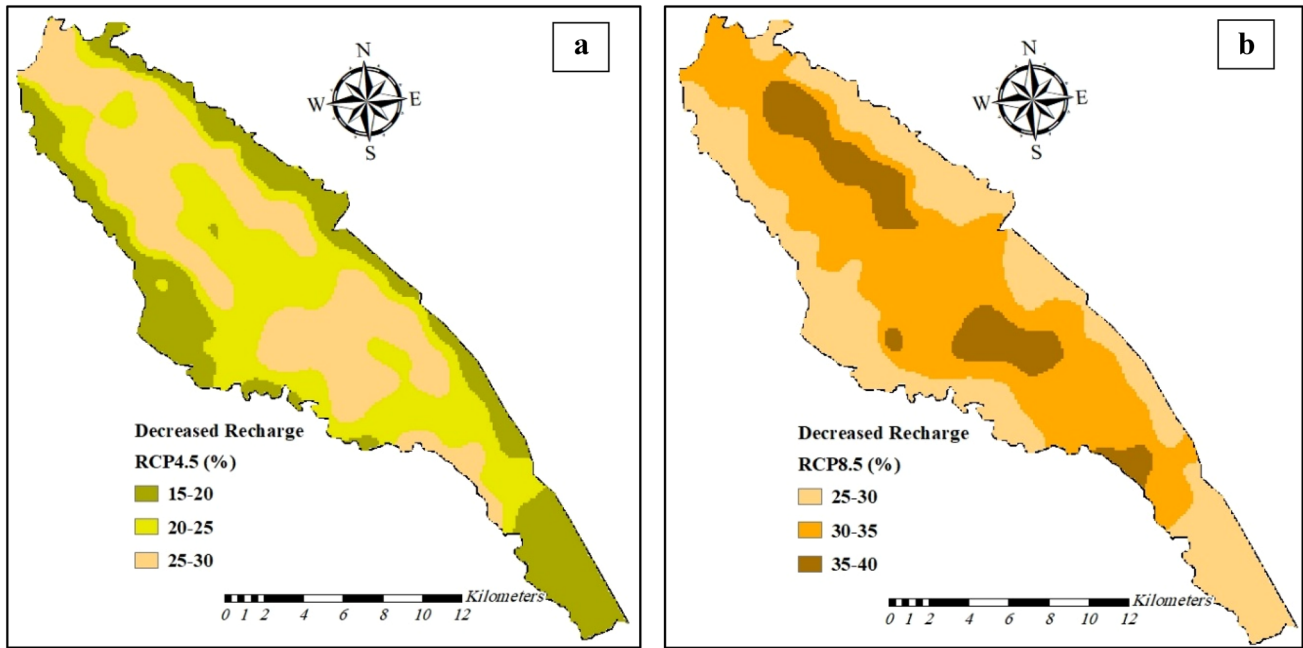 a
N
W E
S
Decreased Recharge
RCP4.5 (%)
15-20
20-25
25-30
Kilometers
0 1 2 4 6 8 10 12
b
N
W E
S
Decreased Recharge
RCP8.5 (%)
25-30
30-35
35-40
Kilometers
0 1 2 4 6 8 10 12